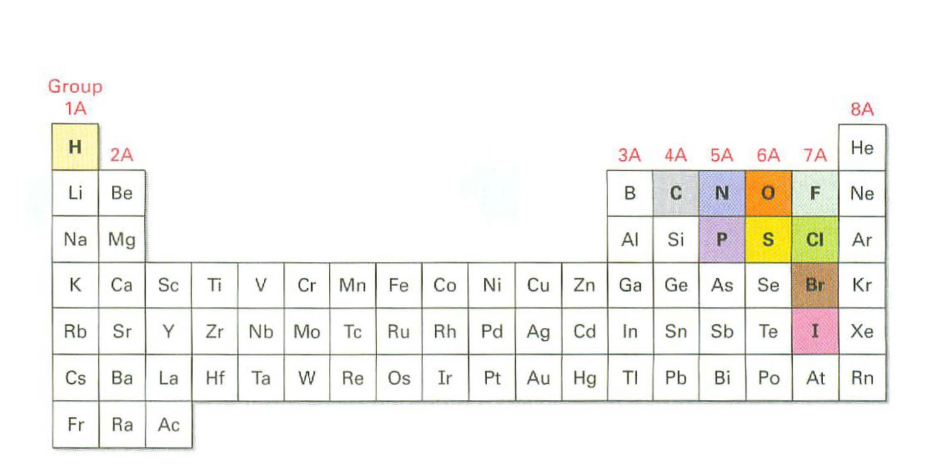 Group
1A 8A
H 2A 3A 4A 5A 6A 7A He
Li Be B C N O F Ne
Na Mg Al Si P S Cl Ar
K Ca Sc Ti V Cr Mn Fe Co Ni Cu Zn Ga Ge As Se Br Kr
Rb Sr Y Zr Nb Mo Tc Ru Rh Pd Ag Cd In Sn Sb Te I Xe
Cs Ba La Hf Ta W Re Os Ir Pt Au Hg Tl Pb Bi Po At Rn
Fr Ra Ac